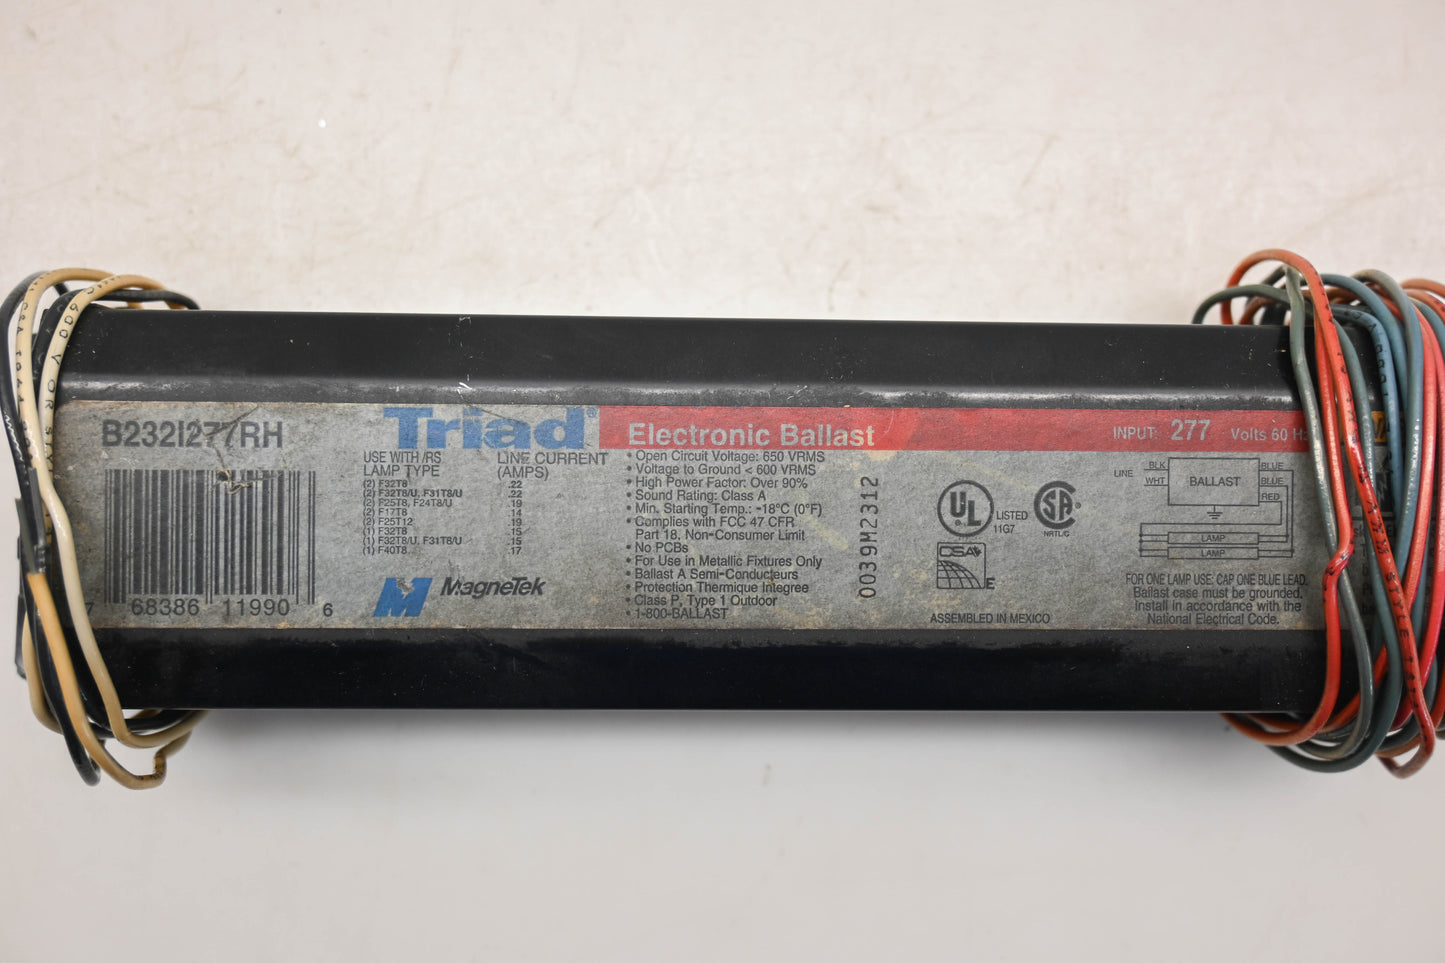 B232I277RH
7 68386 11990 6
Triad®
USE WITH /RS
LAMP TYPE
LINE CURRENT
(AMPS)
(2) F32T8 .22
(2) F32T8/U, F31T8/U .22
(2) F25T8, F24T8/U .19
(2) F17T8 .14
(2) F25T12 .19
(1) F32T8 .15
(1) F32T8/U, F31T8/U .15
(1) F40T8 .17
M MagneTek
Electronic Ballast
• Open Circuit Voltage: 650 VRMS
• Voltage to Ground < 600 VRMS
• High Power Factor: Over 90%
• Sound Rating: Class A
• Min. Starting Temp.: -18°C (0°F)
• Complies with FCC 47 CFR
Part 18, Non-Consumer Limit
• No PCBs
• For Use in Metallic Fixtures Only
• Ballast A Semi-Conducteurs
• Protection Thermique Integree
• Class P, Type 1 Outdoor
• 1-800-BALLAST
0039M2312
UL
LISTED
11G7
SA®
NRTL/C
CSA
E
ASSEMBLED IN MEXICO
INPUT: 277 Volts 60 Hz
LINE
BLK
WHT
BALLAST
BLUE
BLUE
RED
LAMP
LAMP
FOR ONE LAMP USE: CAP ONE BLUE LEAD.
Ballast case must be grounded.
Install in accordance with the
National Electrical Code.
600 V OR